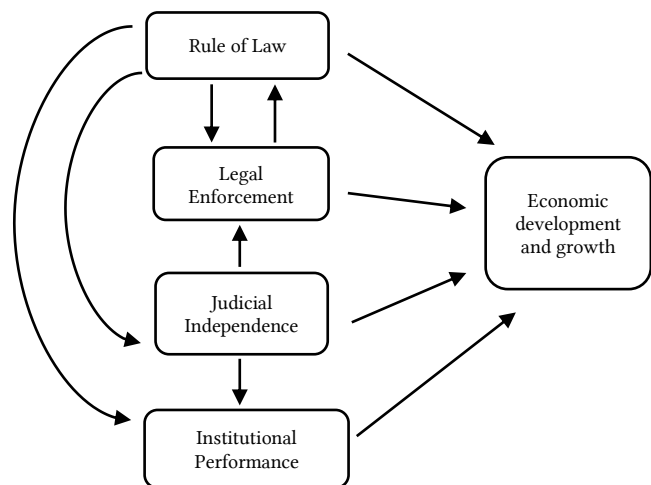 Rule of Law
Legal
Enforcement
Economic
development
and growth
Judicial
Independence
Institutional
Performance